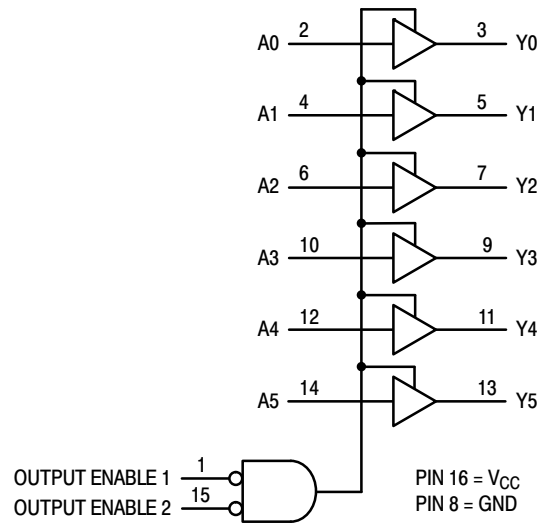 A0 2 3 Y0
A1 4 5 Y1
A2 6 7 Y2
A3 10 9 Y3
A4 12 11 Y4
A5 14 13 Y5
OUTPUT ENABLE 1 1
OUTPUT ENABLE 2 15
PIN 16 = VCC
PIN 8 = GND